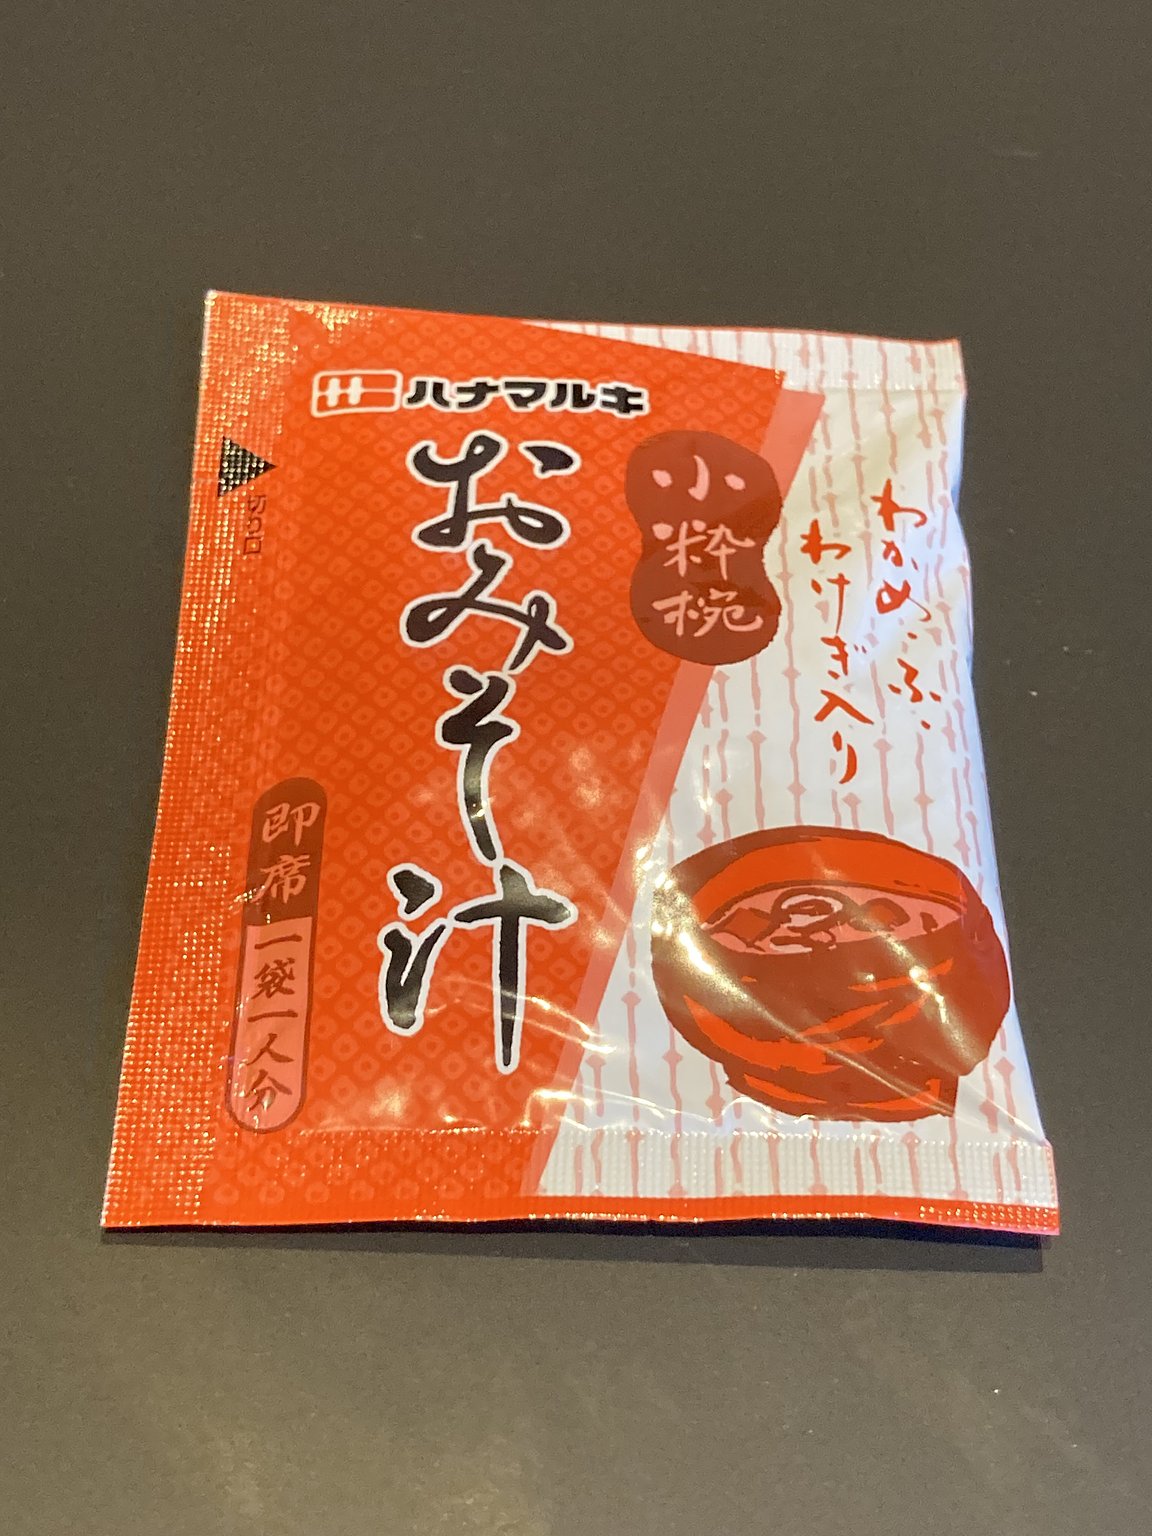 ハナマルキ
おみそ汁
小粋椀
わかめ・ふ・
わけぎ入り
切り口
即席
一袋一人分